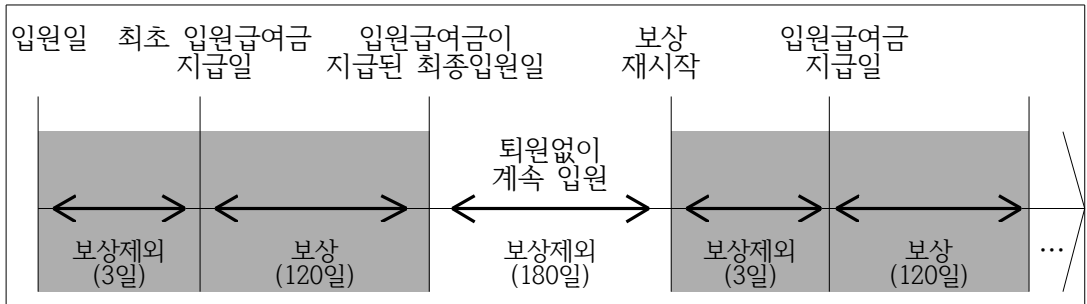 입원일
최초 입원급여금
지급일
입원급여금이
지급된 최종입원일
보상
재시작
입원급여금
지급일
퇴원없이
계속 입원
보상제외
(3일)
보상
(120일)
보상제외
(180일)
보상제외
(3일)
보상
(120일)
…